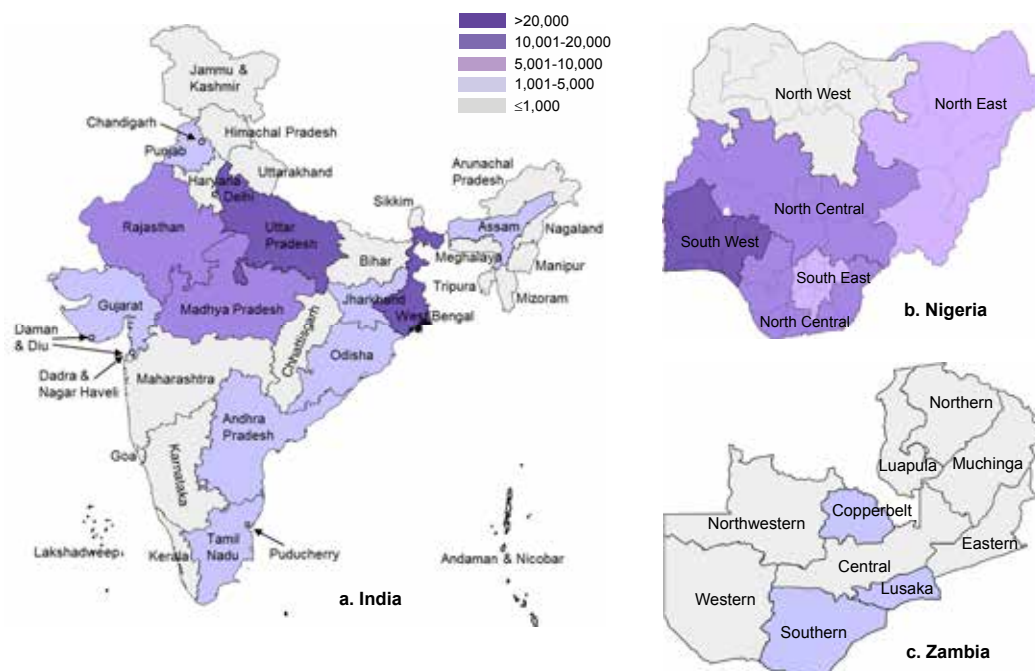 >20,000
10,001-20,000
5,001-10,000
1,001-5,000
≤1,000
Jammu &
Kashmir
Chandigarh
Himachal Pradesh
Punjab
Uttarakhand
Haryana
Delhi
Arunachal
Pradesh
Sikkim
Rajasthan
Uttar
Pradesh
Assam
Nagaland
Bihar
Meghalaya
Manipur
Tripura
Mizoram
Gujarat
Madhya Pradesh
Jharkhand
West Bengal
Daman
& Diu
Chhattisgarh
Odisha
Dadra &
Nagar Haveli
Maharashtra
Andhra
Pradesh
Goa
Karnataka
Lakshadweep
Kerala
Tamil
Nadu
Puducherry
Andaman & Nicobar
a. India
North West
North East
North Central
South West
South East
North Central
b. Nigeria
Northern
Luapula
Muchinga
Copperbelt
Northwestern
Eastern
Central
Lusaka
Western
Southern
c. Zambia